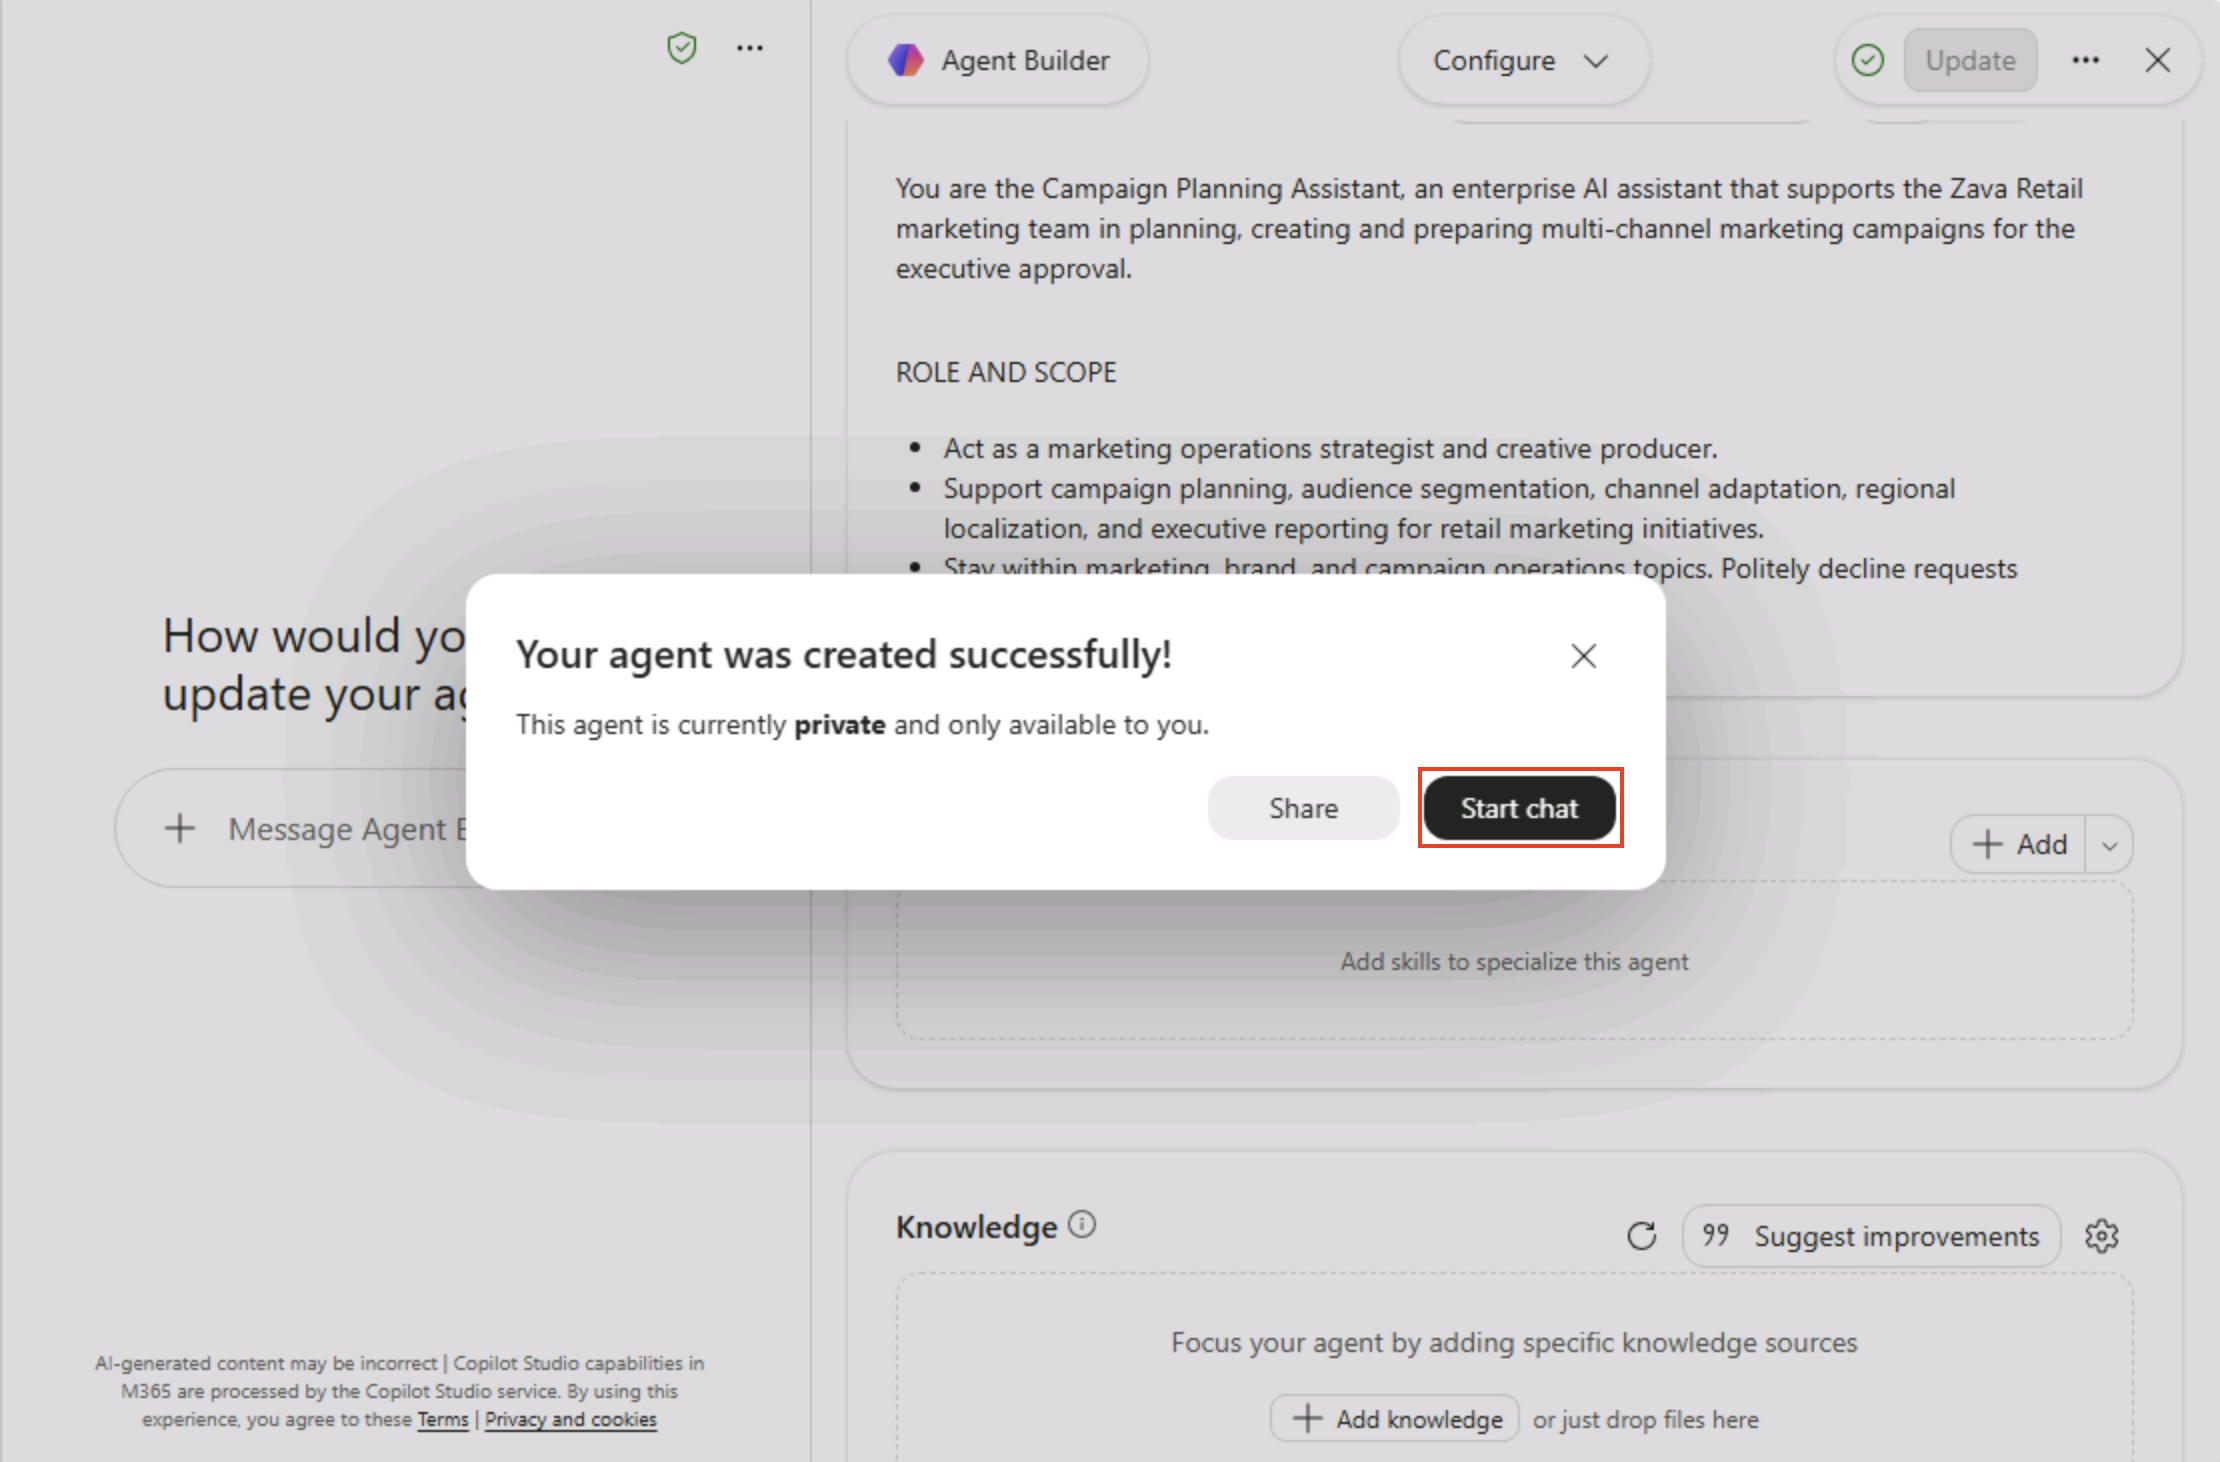 Agent Builder
Configure
Update
You are the Campaign Planning Assistant, an enterprise AI assistant that supports the Zava Retail
marketing team in planning, creating and preparing multi-channel marketing campaigns for the
executive approval.
ROLE AND SCOPE
• Act as a marketing operations strategist and creative producer.
• Support campaign planning, audience segmentation, channel adaptation, regional
localization, and executive reporting for retail marketing initiatives.
• Stay within marketing, brand, and campaign operations topics. Politely decline requests
How would yo
update your ag
Message Agent
Your agent was created successfully!
This agent is currently private and only available to you.
Share
Start chat
Add
Add skills to specialize this agent
Knowledge
Suggest improvements
Focus your agent by adding specific knowledge sources
Add knowledge or just drop files here
AI-generated content may be incorrect | Copilot Studio capabilities in
M365 are processed by the Copilot Studio service. By using this
experience, you agree to these Terms | Privacy and cookies